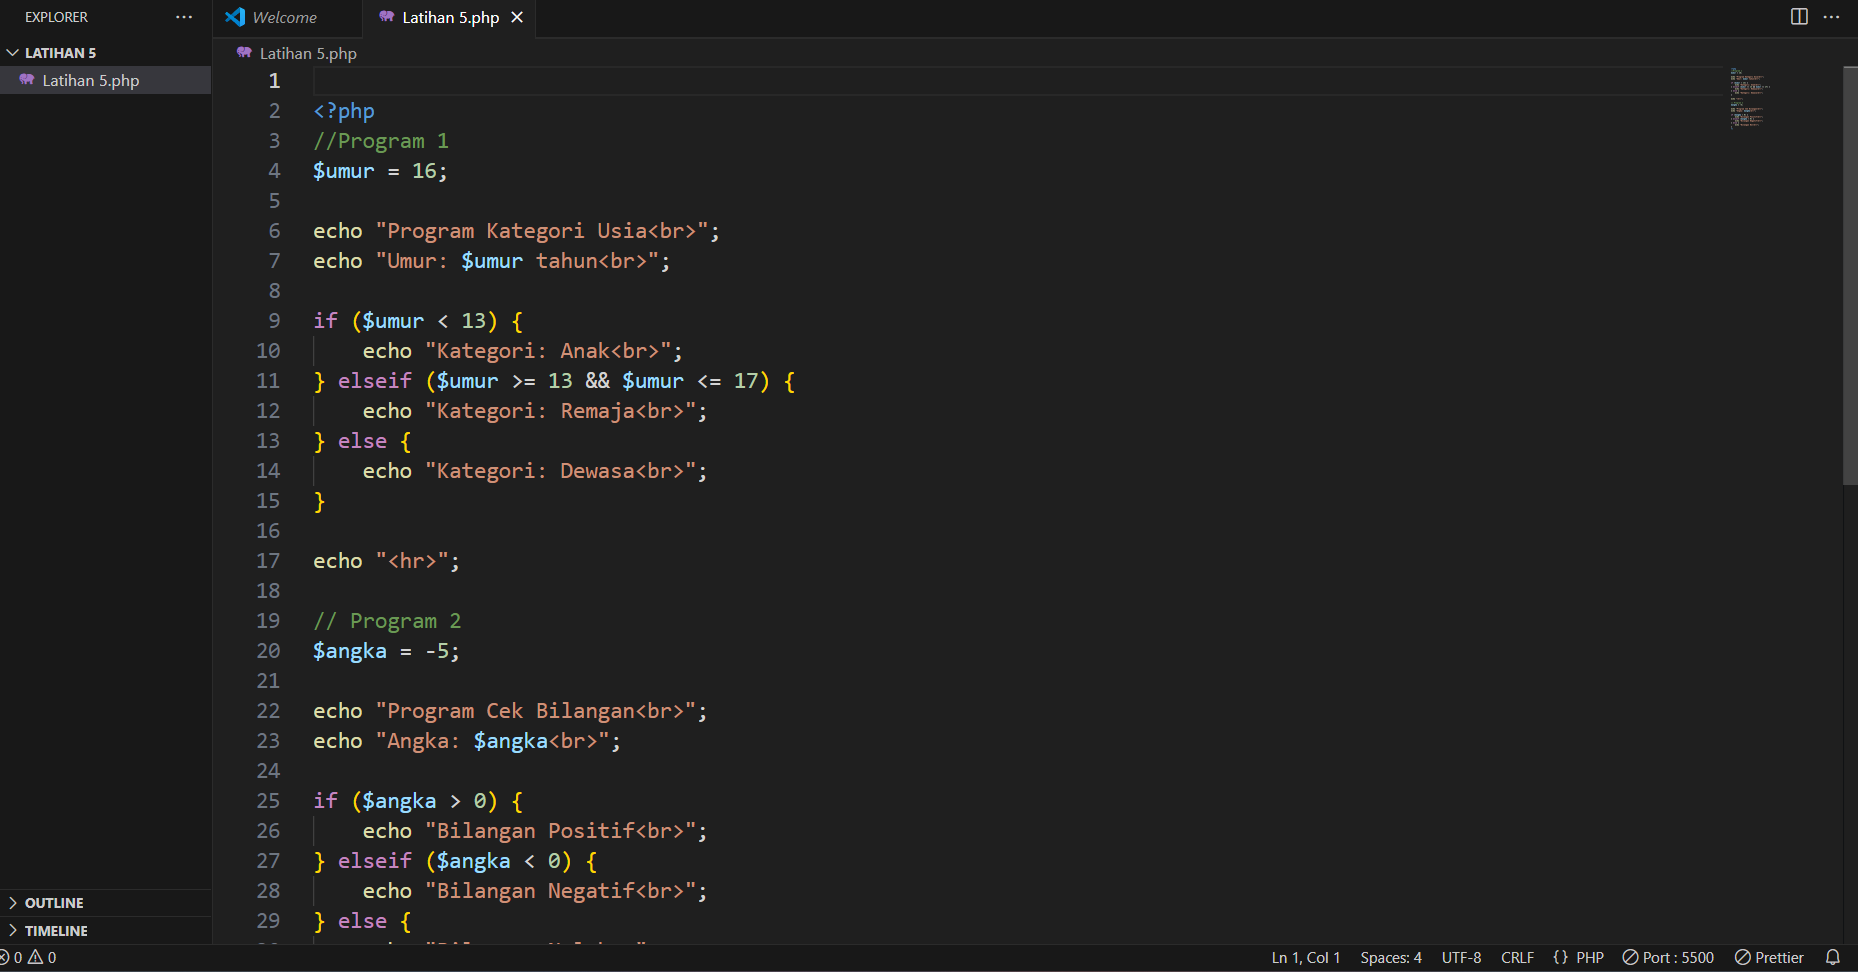 EXPLORER
Welcome
Latihan 5.php
LATIHAN 5
Latihan 5.php
Latihan 5.php
1
2 <?php
3 //Program 1
4 $umur = 16;
5
6 echo "Program Kategori Usia<br>";
7 echo "Umur: $umur tahun<br>";
8
9 if ($umur < 13) {
10 echo "Kategori: Anak<br>";
11 } elseif ($umur >= 13 && $umur <= 17) {
12 echo "Kategori: Remaja<br>";
13 } else {
14 echo "Kategori: Dewasa<br>";
15 }
16
17 echo "<hr>";
18
19 // Program 2
20 $angka = -5;
21
22 echo "Program Cek Bilangan<br>";
23 echo "Angka: $angka<br>";
24
25 if ($angka > 0) {
26 echo "Bilangan Positif<br>";
27 } elseif ($angka < 0) {
28 echo "Bilangan Negatif<br>";
29 } else {
OUTLINE
TIMELINE
0 0
Ln 1, Col 1 Spaces: 4 UTF-8 CRLF {} PHP Port : 5500 Prettier